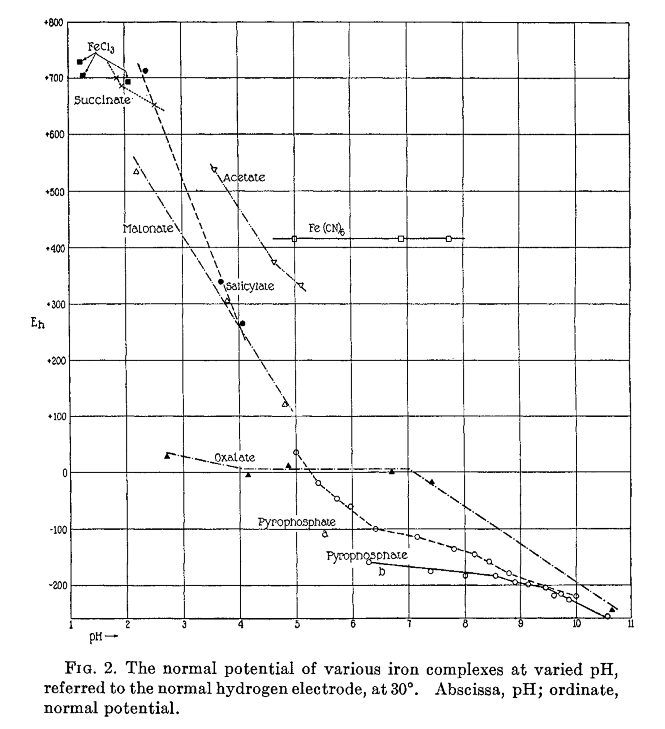 +800
FeCl3
+700
Succinate
+600
+500
Acetate
Malonate
Fe(CN)6
+400
Salicylate
+300
Eh
+200
+100
Oxalate
0
Pyrophosphate
a
-100
Pyrophosphate
b
-200
1 2 3 4 5 6 7 8 9 10 11
pH→
FIG. 2. The normal potential of various iron complexes at varied pH,
referred to the normal hydrogen electrode, at 30°. Abscissa, pH; ordinate,
normal potential.